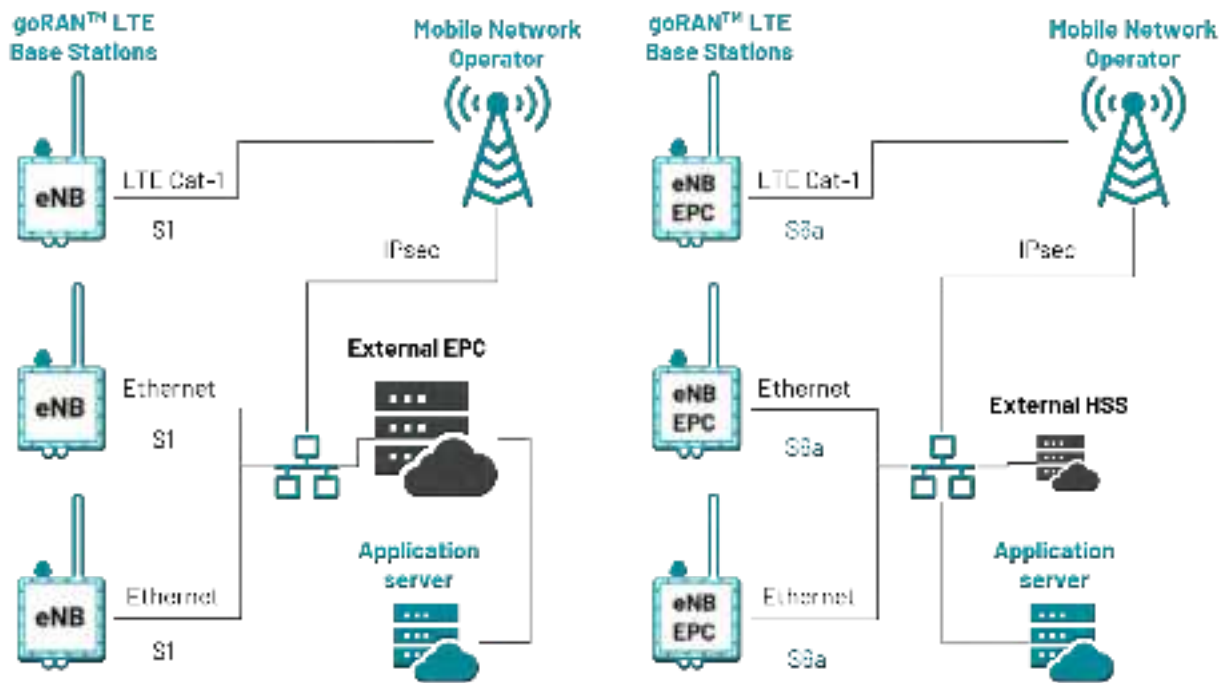 goRAN™ LTE
Base Stations
Mobile Network
Operator
eNB
LTE Cat-1
S1
IPsec
eNB
Ethernet
S1
External EPC
eNB
Ethernet
S1
Application
server
goRAN™ LTE
Base Stations
Mobile Network
Operator
eNB
EPC
LTE Cat-1
S6a
IPsec
eNB
EPC
Ethernet
S6a
External HSS
eNB
EPC
Ethernet
S6a
Application
server